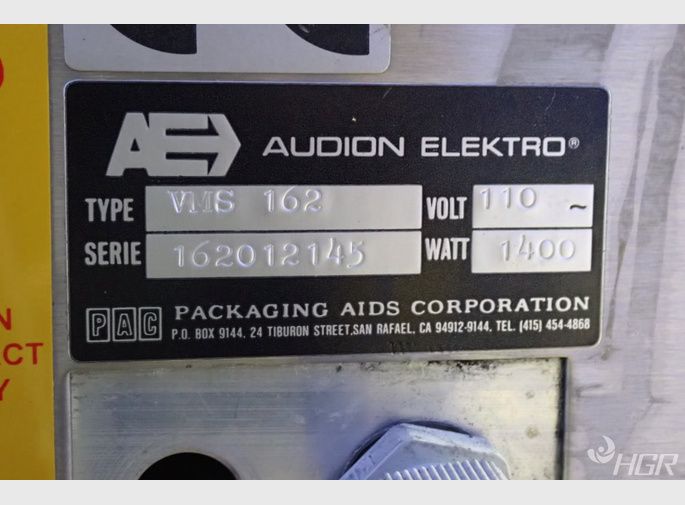 AE AUDION ELEKTRO®
TYPE VMS 162 VOLT 110 ~
SERIE 162012145 WATT 1400
PAC PACKAGING AIDS CORPORATION
P.O. BOX 9144, 24 TIBURON STREET,SAN RAFAEL, CA 94912-9144, TEL. (415) 454-4868
N
ACT
Y
HGR